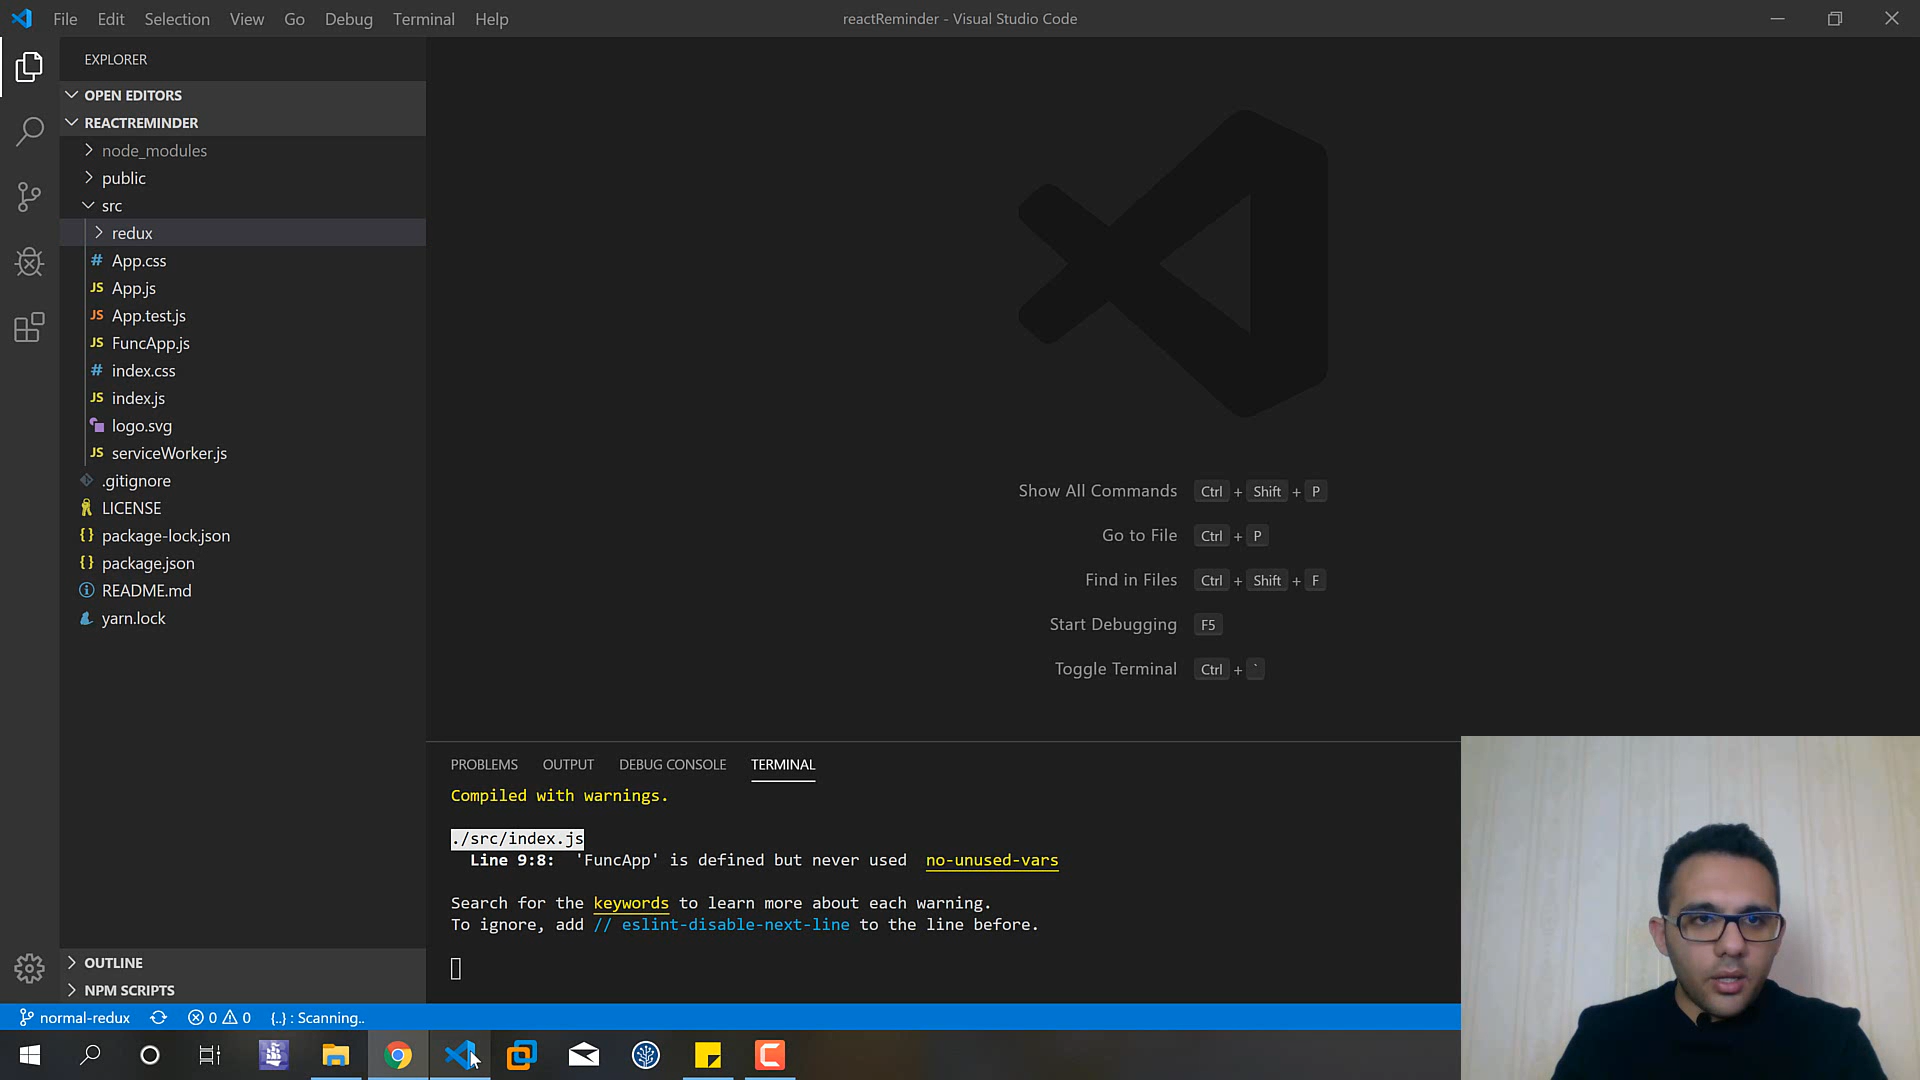 File Edit Selection View Go Debug Terminal Help
reactReminder - Visual Studio Code
EXPLORER
OPEN EDITORS
REACTREMINDER
node_modules
public
src
redux
App.css
App.js
App.test.js
FuncApp.js
index.css
index.js
logo.svg
serviceWorker.js
.gitignore
LICENSE
package-lock.json
package.json
README.md
yarn.lock
OUTLINE
NPM SCRIPTS
Show All Commands Ctrl + Shift + P
Go to File Ctrl + P
Find in Files Ctrl + Shift + F
Start Debugging F5
Toggle Terminal Ctrl + `
PROBLEMS OUTPUT DEBUG CONSOLE TERMINAL
Compiled with warnings.
./src/index.js
Line 9:8: 'FuncApp' is defined but never used no-unused-vars
Search for the keywords to learn more about each warning.
To ignore, add // eslint-disable-next-line to the line before.
normal-redux 0 0 {..} : Scanning..